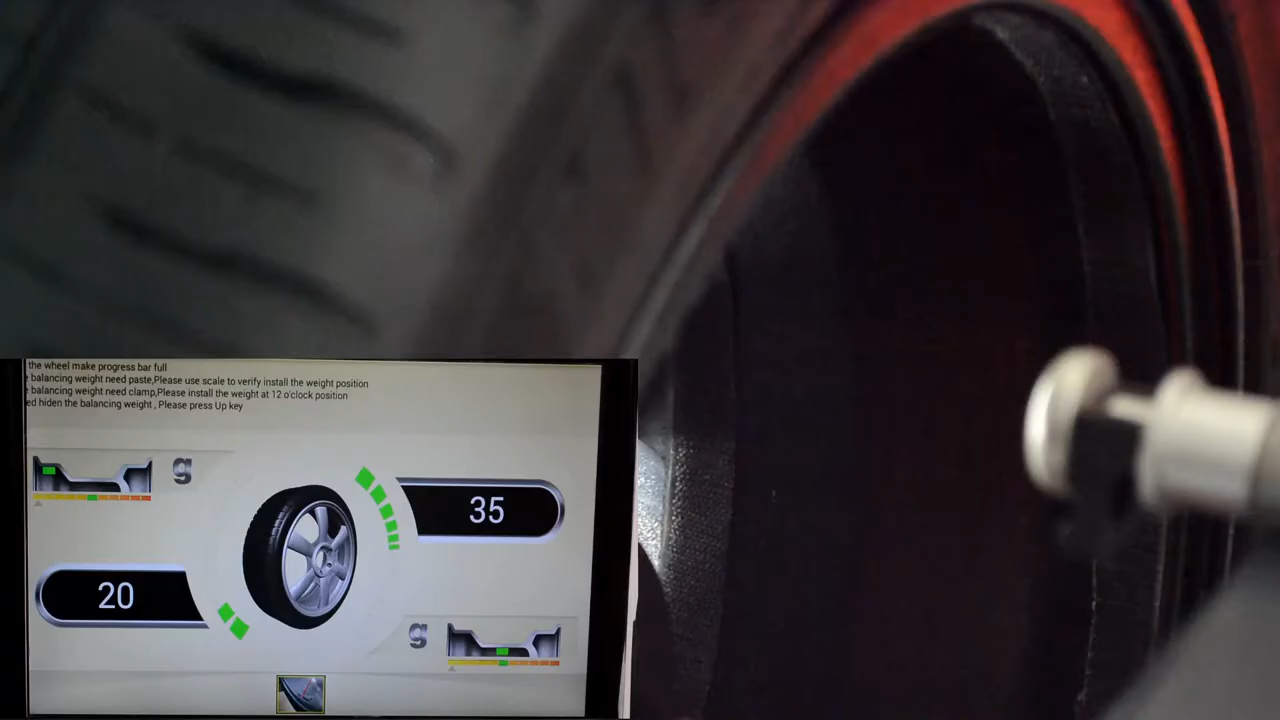 the wheel make progress bar full
balancing weight need paste,Please use scale to verify install the weight position
balancing weight need clamp,Please install the weight at 12 o'clock position
ed hiden the balancing weight , Please press Up key
g
35
20
g